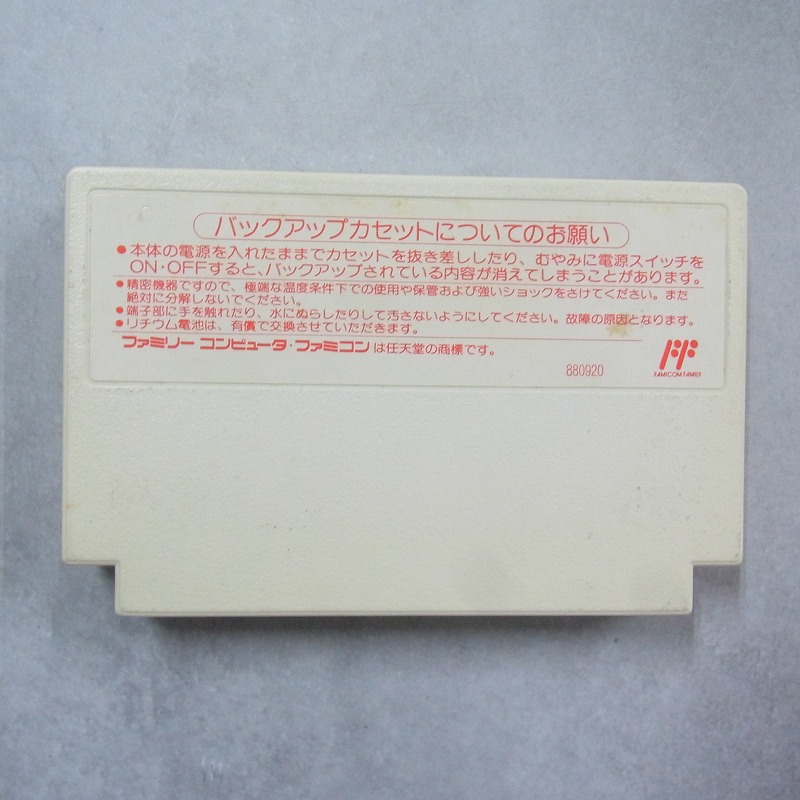 バックアップカセットについてのお願い
●本体の電源を入れたままでカセットを抜き差ししたり、むやみに電源スイッチを
ON・OFFすると、バックアップされている内容が消えてしまうことがあります。
●精密機器ですので、極端な温度条件下での使用や保管および強いショックをさけてください。また
絶対に分解しないでください。
●端子部に手を触れたり、水にぬらしたりして汚さないようにしてください。故障の原因となります。
●リチウム電池は、有償で交換させていただきます。
ファミリー コンピュータ・ファミコンは任天堂の商標です。
880920
FAMICOM FAMILY